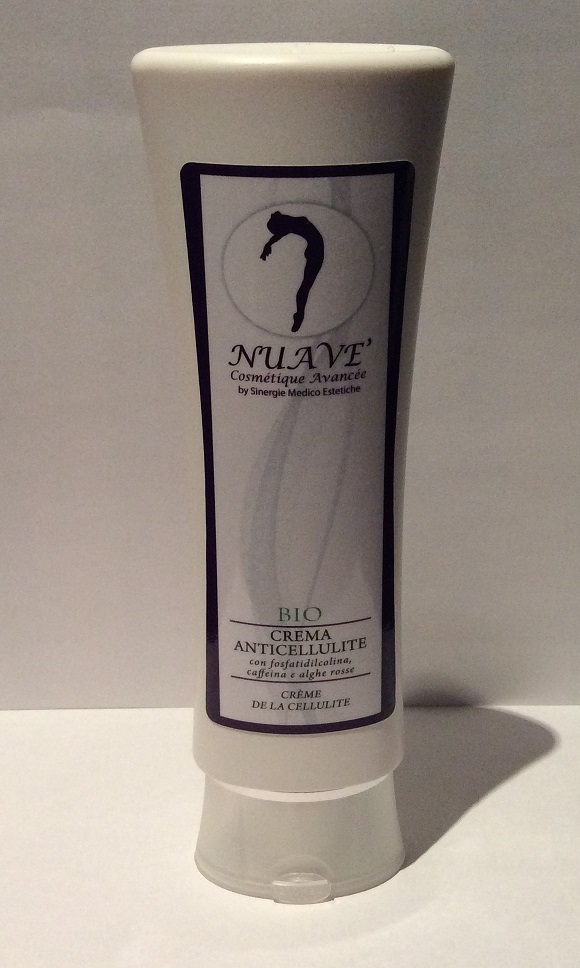 NUAVE'
Cosmétique Avancée
by Sinergie Medico Estetiche
BIO
CREMA
ANTICELLULITE
con fosfatidilcolina,
caffeina e alghe rosse
CRÈME
DE LA CELLULITE